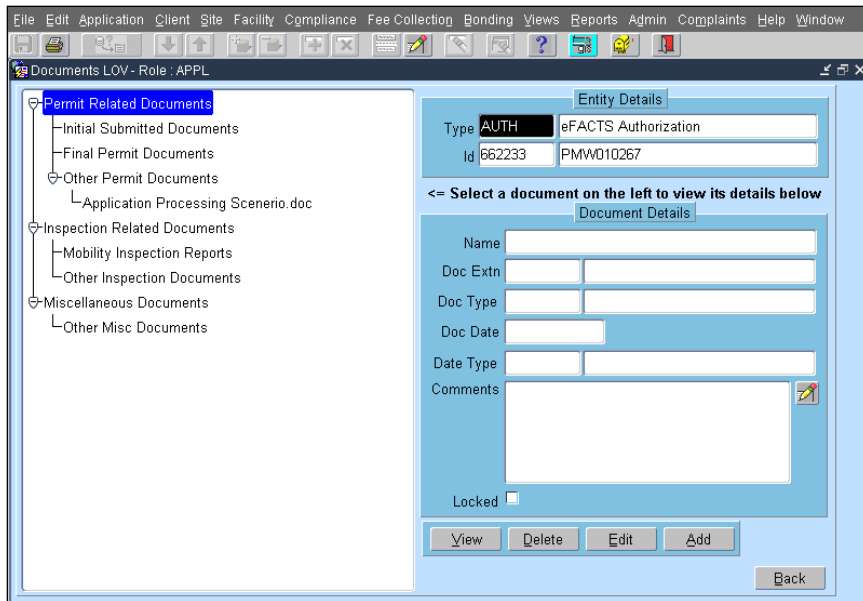 File Edit Application Client Site Facility Compliance Fee Collection Bonding Views Reports Admin Complaints Help Window
?
Documents LOV - Role : APPL
Permit Related Documents
Initial Submitted Documents
Final Permit Documents
Other Permit Documents
Application Processing Scenerio.doc
Inspection Related Documents
Mobility Inspection Reports
Other Inspection Documents
Miscellaneous Documents
Other Misc Documents
Entity Details
Type AUTH eFACTS Authorization
Id 662233 PMW010267
<= Select a document on the left to view its details below
Document Details
Name
Doc Extn
Doc Type
Doc Date
Date Type
Comments
Locked
View Delete Edit Add
Back